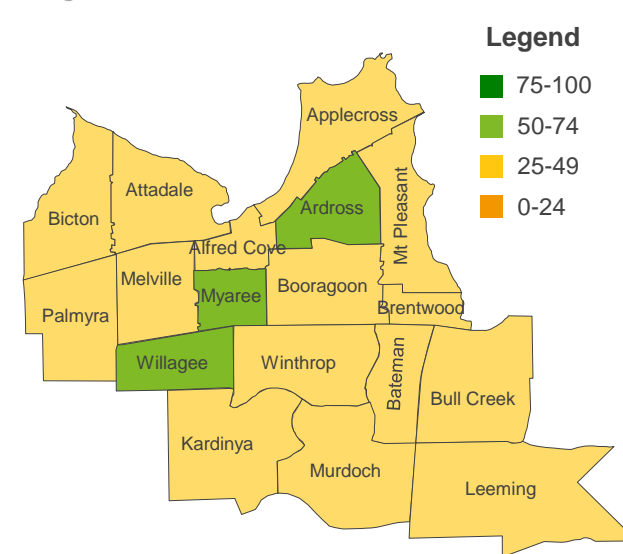 Legend
75-100
50-74
25-49
0-24
Applecross
Attadale
Ardross
Bicton
Mt Pleasant
Alfred Cove
Melville
Booragoon
Myaree
Brentwood
Palmyra
Willagee
Winthrop
Bateman
Bull Creek
Kardinya
Murdoch
Leeming